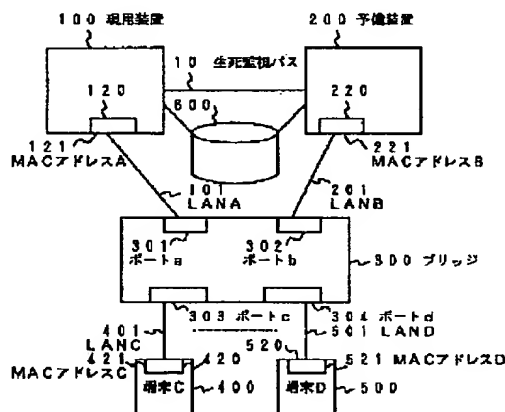 100 現用装置
200 予備装置
10 生死監視パス
120
600
220
121
MACアドレスA
221
MACアドレスB
101
LANA
201
LANB
301
ポートa
302
ポートb
300 ブリッジ
303 ポートc
304 ポートd
401
LANC
501 LAND
421
MACアドレスC
420
520
521 MACアドレスD
端末C
400
端末D
500